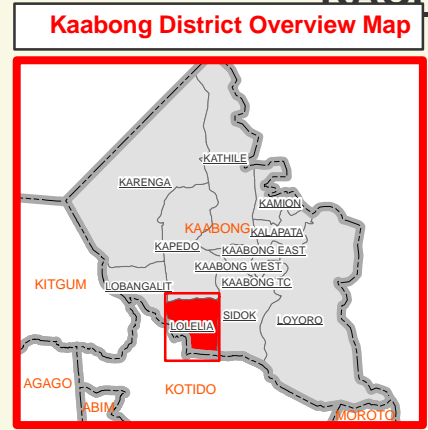 Kaabong District Overview Map
KATHILE
KARENGA
KAMION
KAABONG
KALAPATA
KAPEDO
KAABONG EAST
KAABONG WEST
KITGUM
LOBANGALIT
KAABONG TC
SIDOK
LOYORO
LOLELIA
AGAGO
KOTIDO
ABIM
MOROTO